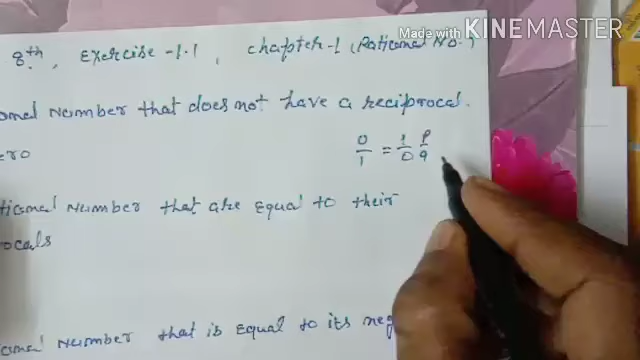 Made with KINEMASTER
8th, Exercise -1.1, Chapter-1 (Rational No.)
onal Number that does not have a reciprocal.
ero
0/1 = 1/0 p/q
tional Number that are equal to their
ocals
onal Number that is equal to its neg